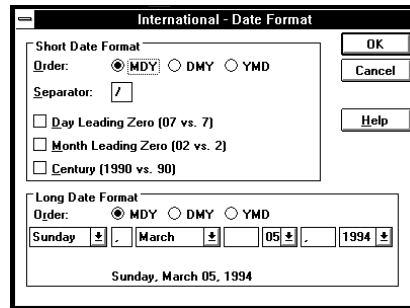 International - Date Format
Short Date Format
Order: MDY DMY YMD
Separator: /
Day Leading Zero (07 vs. 7)
Month Leading Zero (02 vs. 2)
Century (1990 vs. 90)
OK
Cancel
Help
Long Date Format
Order: MDY DMY YMD
Sunday , March 05 , 1994
Sunday, March 05, 1994